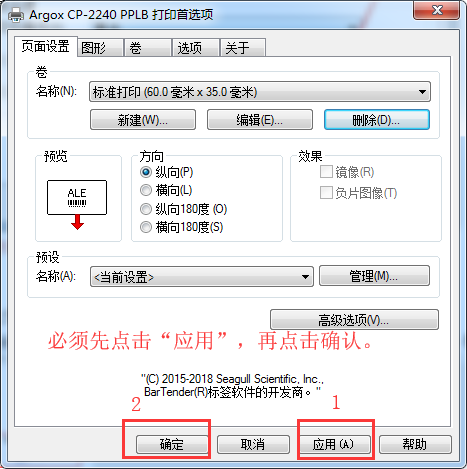 Argox CP-2240 PPLB 打印首选项
页面设置 图形 卷 选项 关于
卷
名称(N): 标准打印 (60.0 毫米 x 35.0 毫米)
新建(W)... 编辑(E)... 删除(D)...
预览 方向 效果
ALE
纵向(P)
横向(L)
纵向180度 (O)
横向180度(S)
镜像(R)
负片图像(T)
预设
名称(A): <当前设置> 管理(M)...
高级选项(V)...
必须先点击“应用”，再点击确认。
"(C) 2015-2018 Seagull Scientific, Inc.,
BarTender(R)标签软件的开发商。"
2 1
确定 取消 应用(A) 帮助